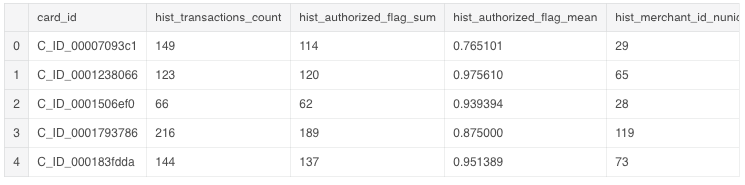 card_id hist_transactions_count hist_authorized_flag_sum hist_authorized_flag_mean hist_merchant_id_nunic
0 C_ID_00007093c1 149 114 0.765101 29
1 C_ID_0001238066 123 120 0.975610 65
2 C_ID_0001506ef0 66 62 0.939394 28
3 C_ID_0001793786 216 189 0.875000 119
4 C_ID_000183fdda 144 137 0.951389 73